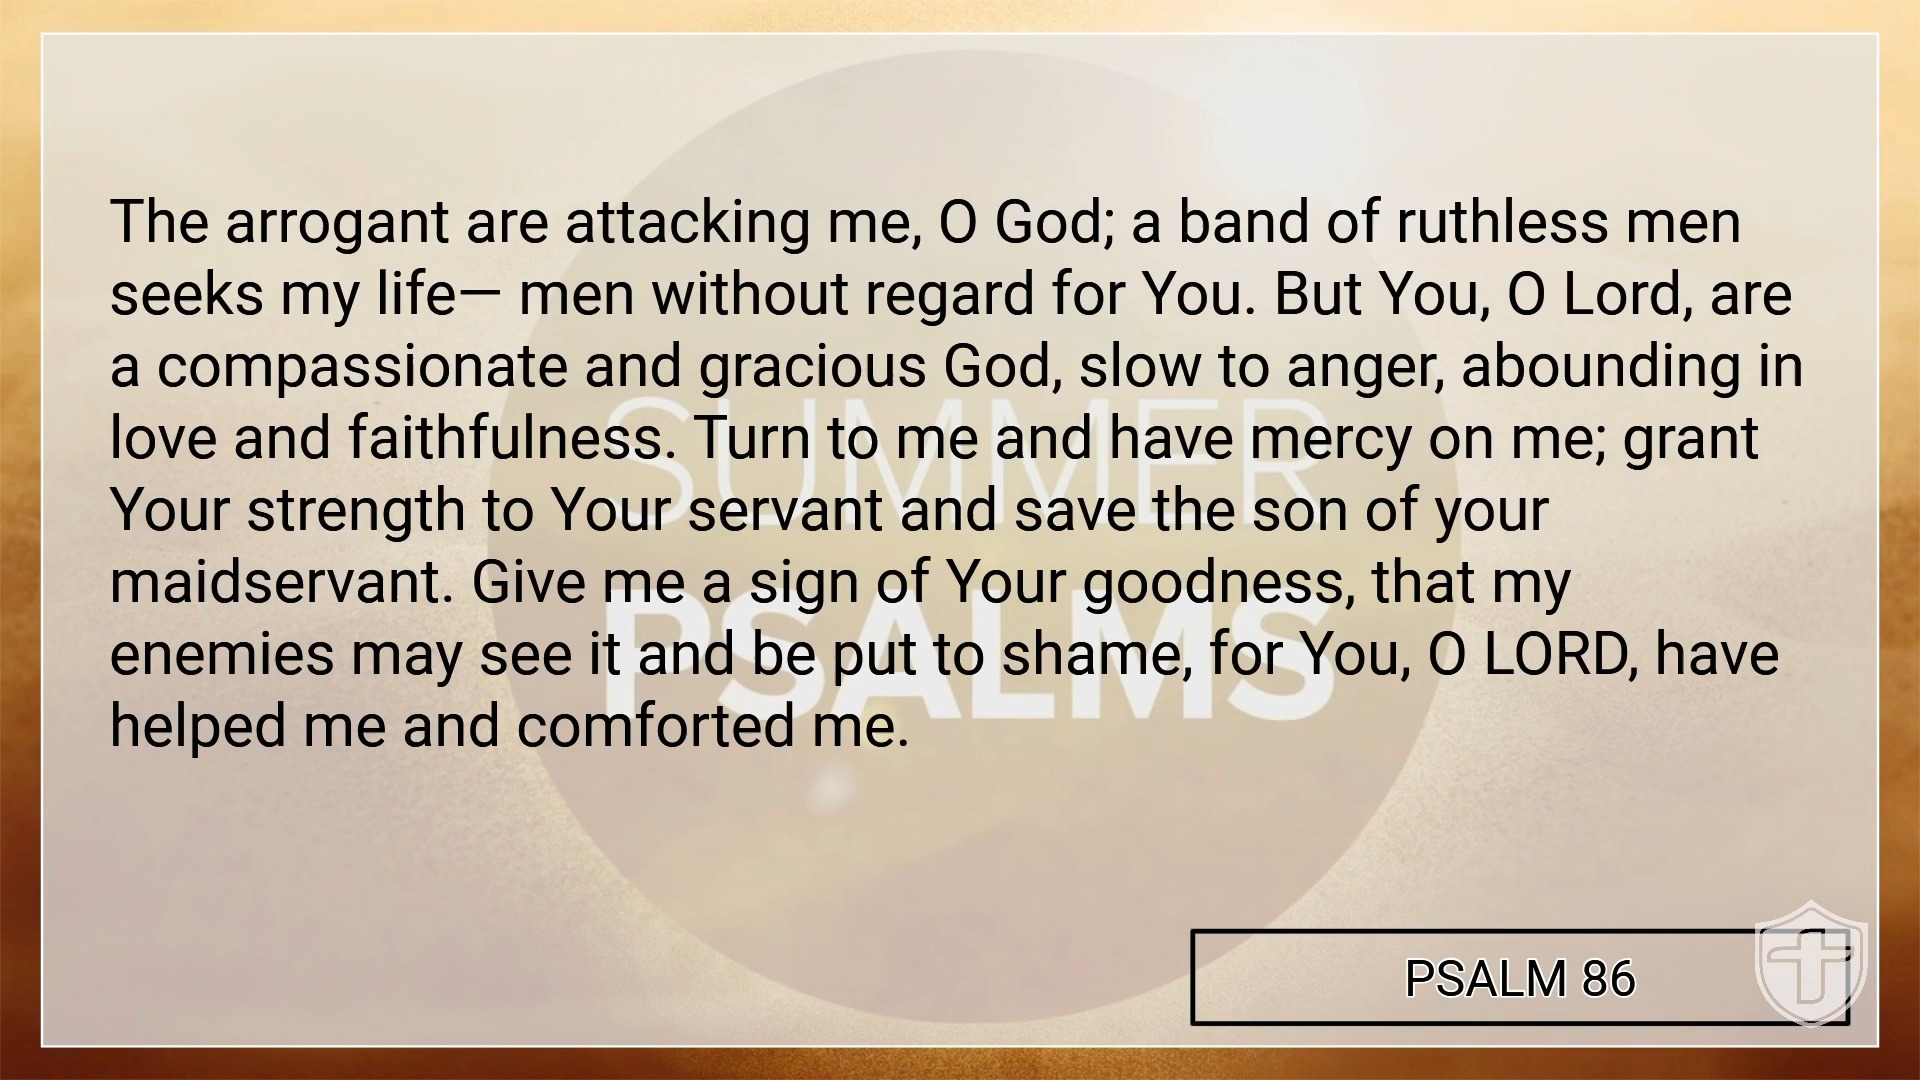 The arrogant are attacking me, O God; a band of ruthless men
seeks my life— men without regard for You. But You, O Lord, are
a compassionate and gracious God, slow to anger, abounding in
love and faithfulness. Turn to me and have mercy on me; grant
Your strength to Your servant and save the son of your
maidservant. Give me a sign of Your goodness, that my
enemies may see it and be put to shame, for You, O LORD, have
helped me and comforted me.
SUMMER
PSALMS
PSALM 86